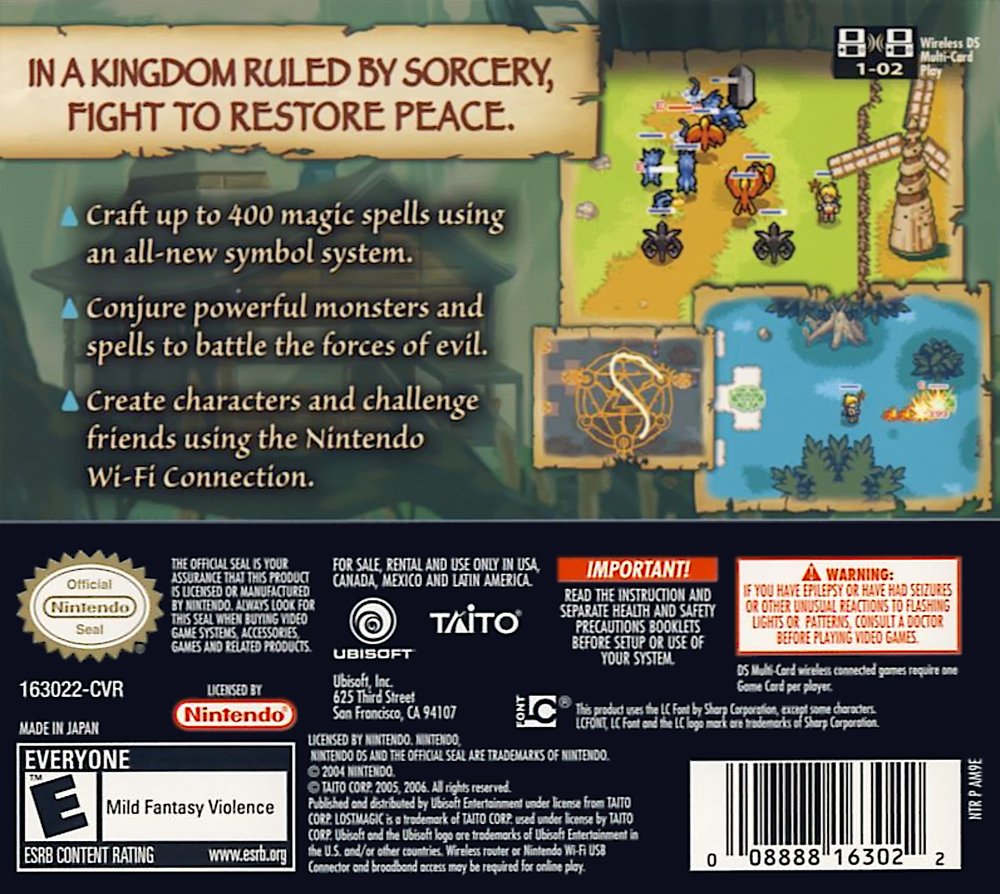 IN A KINGDOM RULED BY SORCERY,
FIGHT TO RESTORE PEACE.
Wireless DS
Multi-Card
Play
1-02
Craft up to 400 magic spells using
an all-new symbol system.
Conjure powerful monsters and
spells to battle the forces of evil.
Create characters and challenge
friends using the Nintendo
Wi-Fi Connection.
Official
Nintendo
Seal
THE OFFICIAL SEAL IS YOUR
ASSURANCE THAT THIS PRODUCT
IS LICENSED OR MANUFACTURED
BY NINTENDO. ALWAYS LOOK FOR
THIS SEAL WHEN BUYING VIDEO
GAME SYSTEMS, ACCESSORIES,
GAMES AND RELATED PRODUCTS.
FOR SALE, RENTAL AND USE ONLY IN USA,
CANADA, MEXICO AND LATIN AMERICA.
UBISOFT™
TAITO®
Ubisoft, Inc.
625 Third Street
San Francisco, CA 94107
IMPORTANT!
READ THE INSTRUCTION AND
SEPARATE HEALTH AND SAFETY
PRECAUTIONS BOOKLETS
BEFORE SETUP OR USE OF
YOUR SYSTEM.
WARNING:
IF YOU HAVE EPILEPSY OR HAVE HAD SEIZURES
OR OTHER UNUSUAL REACTIONS TO FLASHING
LIGHTS OR PATTERNS, CONSULT A DOCTOR
BEFORE PLAYING VIDEO GAMES.
DS Multi-Card wireless connected games require one
Game Card per player.
163022-CVR
LICENSED BY
Nintendo®
MADE IN JAPAN
FONT LC®
This product uses the LC Font by Sharp Corporation, except some characters.
LCFONT, LC Font and the LC logo mark are trademarks of Sharp Corporation.
EVERYONE
E™
Mild Fantasy Violence
ESRB CONTENT RATING www.esrb.org
LICENSED BY NINTENDO. NINTENDO,
NINTENDO DS AND THE OFFICIAL SEAL ARE TRADEMARKS OF NINTENDO.
© 2004 NINTENDO.
© TAITO CORP. 2005, 2006. All rights reserved.
Published and distributed by Ubisoft Entertainment under license from TAITO
CORP. LOSTMAGIC is a trademark of TAITO CORP. used under license by TAITO
CORP. Ubisoft and the Ubisoft logo are trademarks of Ubisoft Entertainment in
the U.S. and/or other countries. Wireless router or Nintendo Wi-Fi USB
Connector and broadband access may be required for online play.
NTR P AM9E
0 08888 16302 2